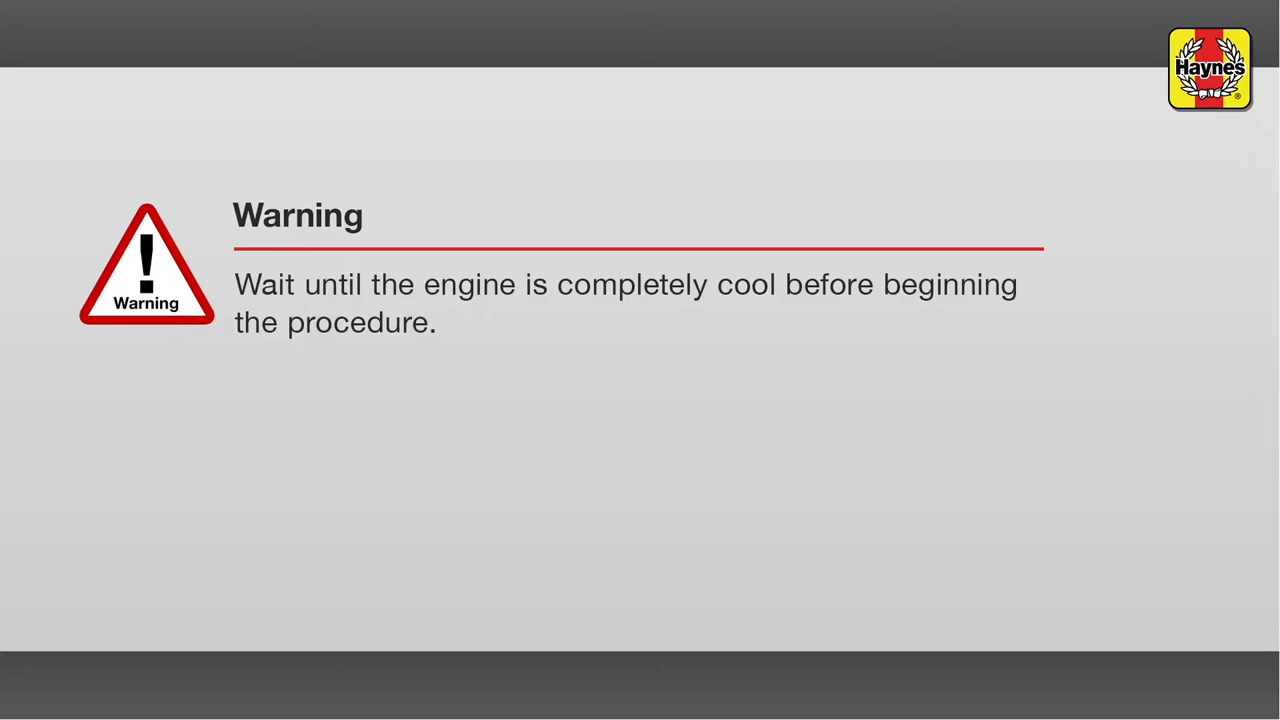 Haynes
Warning
Warning
Wait until the engine is completely cool before beginning
the procedure.